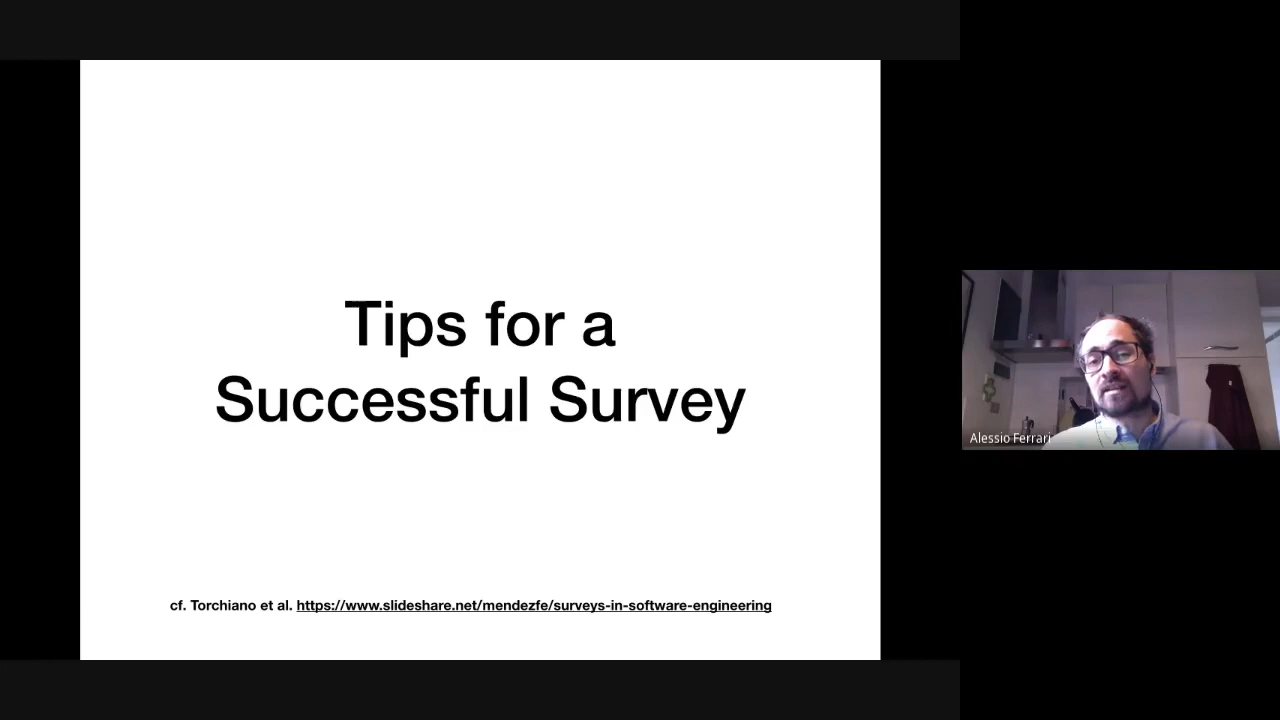 Tips for a
Successful Survey
cf. Torchiano et al. https://www.slideshare.net/mendezfe/surveys-in-software-engineering
Alessio Ferrari